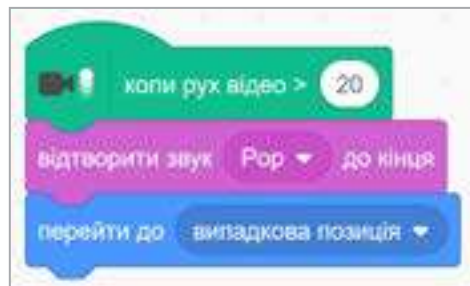 коли рух відео > 20
відтворити звук Pop до кінця
перейти до випадкова позиція